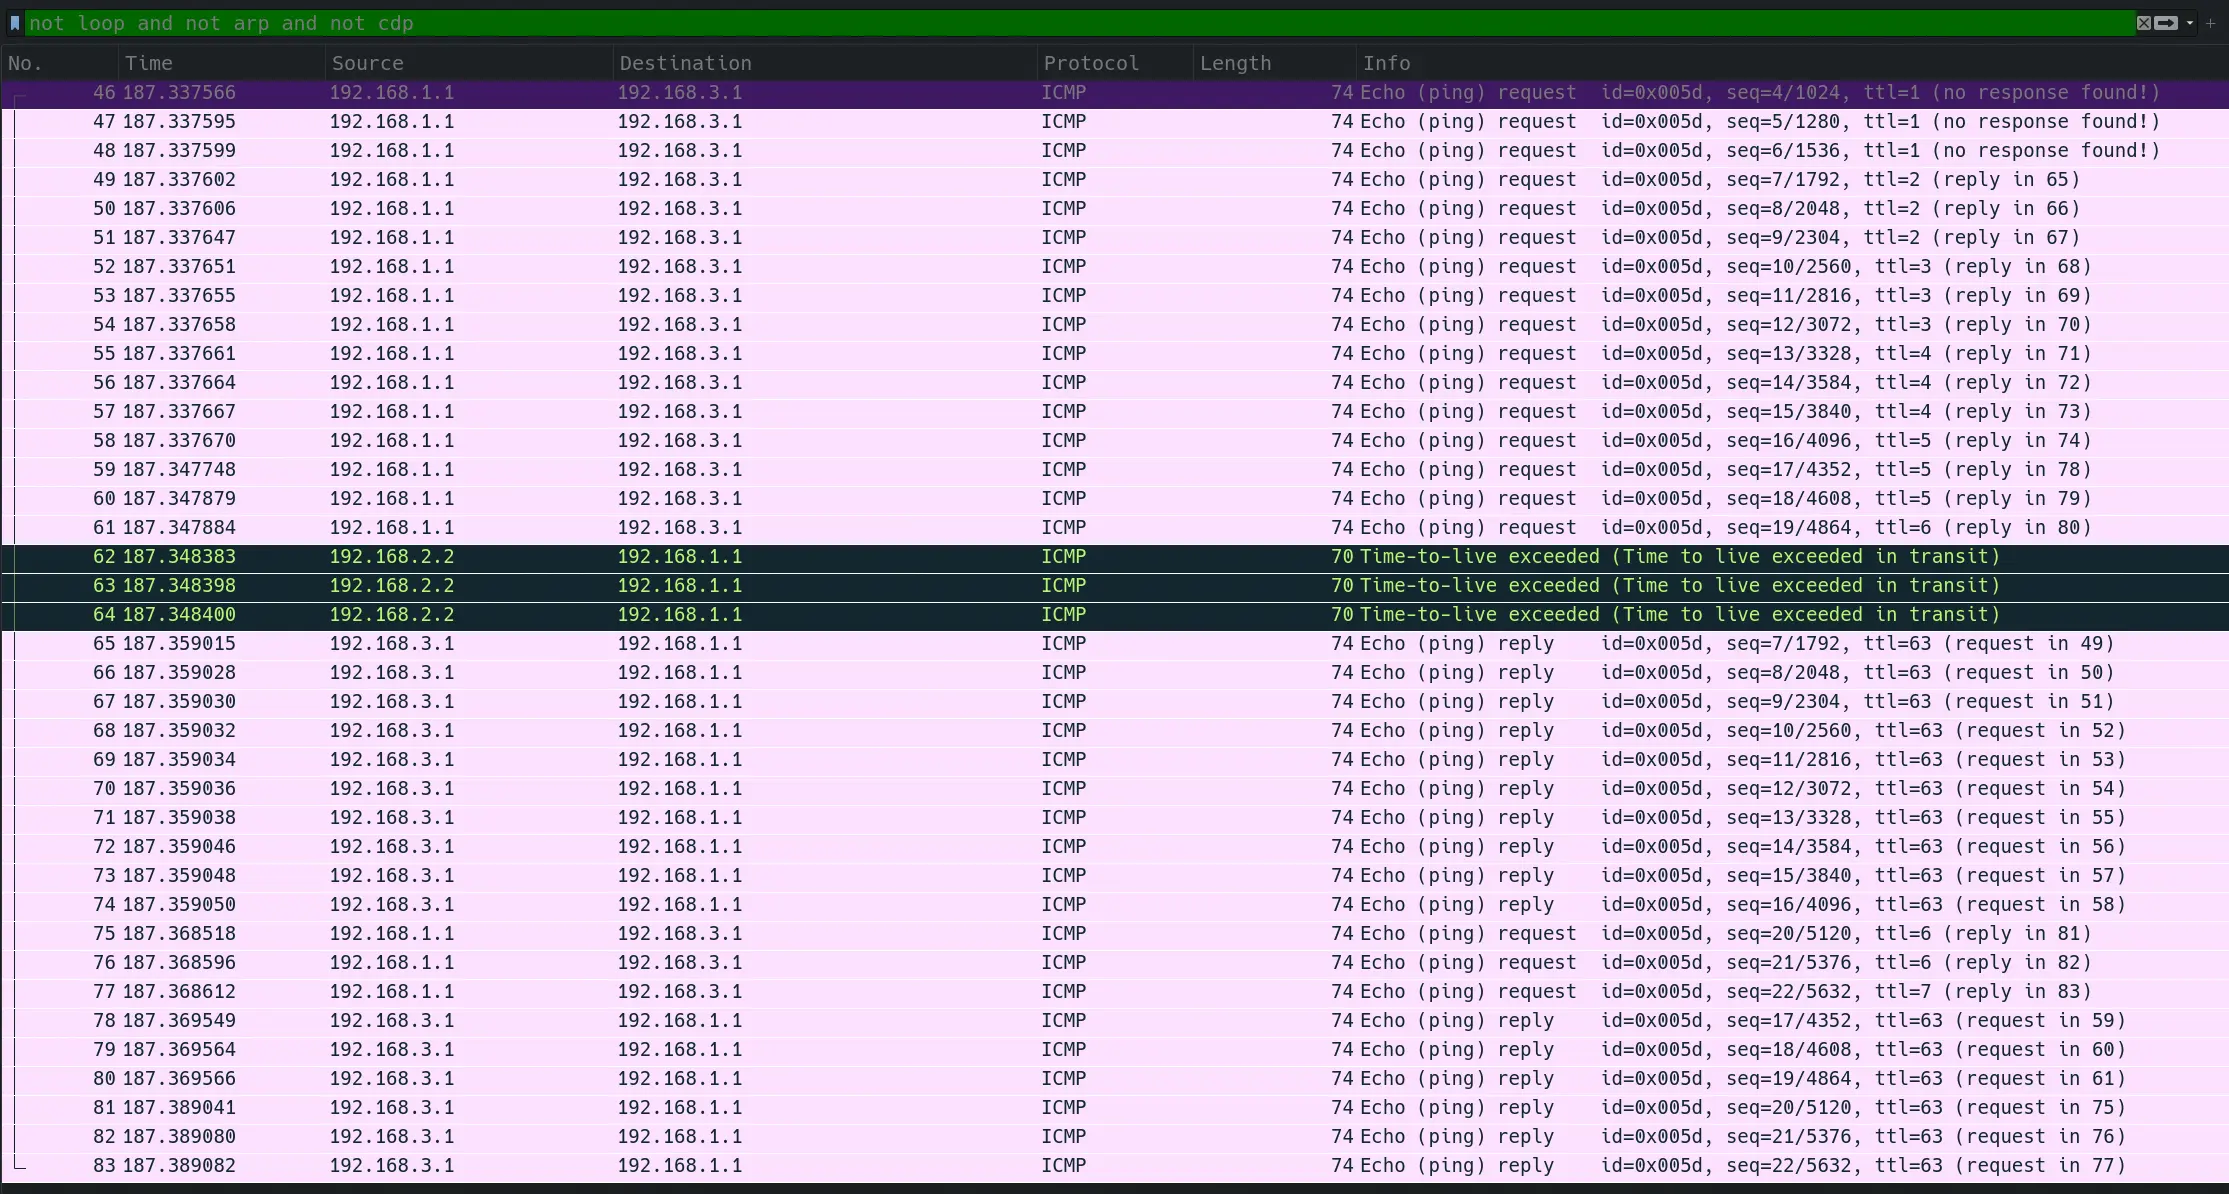 not loop and not arp and not cdp
No. Time Source Destination Protocol Length Info
46 187.337566 192.168.1.1 192.168.3.1 ICMP 74 Echo (ping) request id=0x005d, seq=4/1024, ttl=1 (no response found!)
47 187.337595 192.168.1.1 192.168.3.1 ICMP 74 Echo (ping) request id=0x005d, seq=5/1280, ttl=1 (no response found!)
48 187.337599 192.168.1.1 192.168.3.1 ICMP 74 Echo (ping) request id=0x005d, seq=6/1536, ttl=1 (no response found!)
49 187.337602 192.168.1.1 192.168.3.1 ICMP 74 Echo (ping) request id=0x005d, seq=7/1792, ttl=2 (reply in 65)
50 187.337606 192.168.1.1 192.168.3.1 ICMP 74 Echo (ping) request id=0x005d, seq=8/2048, ttl=2 (reply in 66)
51 187.337647 192.168.1.1 192.168.3.1 ICMP 74 Echo (ping) request id=0x005d, seq=9/2304, ttl=2 (reply in 67)
52 187.337651 192.168.1.1 192.168.3.1 ICMP 74 Echo (ping) request id=0x005d, seq=10/2560, ttl=3 (reply in 68)
53 187.337655 192.168.1.1 192.168.3.1 ICMP 74 Echo (ping) request id=0x005d, seq=11/2816, ttl=3 (reply in 69)
54 187.337658 192.168.1.1 192.168.3.1 ICMP 74 Echo (ping) request id=0x005d, seq=12/3072, ttl=3 (reply in 70)
55 187.337661 192.168.1.1 192.168.3.1 ICMP 74 Echo (ping) request id=0x005d, seq=13/3328, ttl=4 (reply in 71)
56 187.337664 192.168.1.1 192.168.3.1 ICMP 74 Echo (ping) request id=0x005d, seq=14/3584, ttl=4 (reply in 72)
57 187.337667 192.168.1.1 192.168.3.1 ICMP 74 Echo (ping) request id=0x005d, seq=15/3840, ttl=4 (reply in 73)
58 187.337670 192.168.1.1 192.168.3.1 ICMP 74 Echo (ping) request id=0x005d, seq=16/4096, ttl=5 (reply in 74)
59 187.347748 192.168.1.1 192.168.3.1 ICMP 74 Echo (ping) request id=0x005d, seq=17/4352, ttl=5 (reply in 78)
60 187.347879 192.168.1.1 192.168.3.1 ICMP 74 Echo (ping) request id=0x005d, seq=18/4608, ttl=5 (reply in 79)
61 187.347884 192.168.1.1 192.168.3.1 ICMP 74 Echo (ping) request id=0x005d, seq=19/4864, ttl=6 (reply in 80)
62 187.348383 192.168.2.2 192.168.1.1 ICMP 70 Time-to-live exceeded (Time to live exceeded in transit)
63 187.348398 192.168.2.2 192.168.1.1 ICMP 70 Time-to-live exceeded (Time to live exceeded in transit)
64 187.348400 192.168.2.2 192.168.1.1 ICMP 70 Time-to-live exceeded (Time to live exceeded in transit)
65 187.359015 192.168.3.1 192.168.1.1 ICMP 74 Echo (ping) reply id=0x005d, seq=7/1792, ttl=63 (request in 49)
66 187.359028 192.168.3.1 192.168.1.1 ICMP 74 Echo (ping) reply id=0x005d, seq=8/2048, ttl=63 (request in 50)
67 187.359030 192.168.3.1 192.168.1.1 ICMP 74 Echo (ping) reply id=0x005d, seq=9/2304, ttl=63 (request in 51)
68 187.359032 192.168.3.1 192.168.1.1 ICMP 74 Echo (ping) reply id=0x005d, seq=10/2560, ttl=63 (request in 52)
69 187.359034 192.168.3.1 192.168.1.1 ICMP 74 Echo (ping) reply id=0x005d, seq=11/2816, ttl=63 (request in 53)
70 187.359036 192.168.3.1 192.168.1.1 ICMP 74 Echo (ping) reply id=0x005d, seq=12/3072, ttl=63 (request in 54)
71 187.359038 192.168.3.1 192.168.1.1 ICMP 74 Echo (ping) reply id=0x005d, seq=13/3328, ttl=63 (request in 55)
72 187.359046 192.168.3.1 192.168.1.1 ICMP 74 Echo (ping) reply id=0x005d, seq=14/3584, ttl=63 (request in 56)
73 187.359048 192.168.3.1 192.168.1.1 ICMP 74 Echo (ping) reply id=0x005d, seq=15/3840, ttl=63 (request in 57)
74 187.359050 192.168.3.1 192.168.1.1 ICMP 74 Echo (ping) reply id=0x005d, seq=16/4096, ttl=63 (request in 58)
75 187.368518 192.168.1.1 192.168.3.1 ICMP 74 Echo (ping) request id=0x005d, seq=20/5120, ttl=6 (reply in 81)
76 187.368596 192.168.1.1 192.168.3.1 ICMP 74 Echo (ping) request id=0x005d, seq=21/5376, ttl=6 (reply in 82)
77 187.368612 192.168.1.1 192.168.3.1 ICMP 74 Echo (ping) request id=0x005d, seq=22/5632, ttl=7 (reply in 83)
78 187.369549 192.168.3.1 192.168.1.1 ICMP 74 Echo (ping) reply id=0x005d, seq=17/4352, ttl=63 (request in 59)
79 187.369564 192.168.3.1 192.168.1.1 ICMP 74 Echo (ping) reply id=0x005d, seq=18/4608, ttl=63 (request in 60)
80 187.369566 192.168.3.1 192.168.1.1 ICMP 74 Echo (ping) reply id=0x005d, seq=19/4864, ttl=63 (request in 61)
81 187.389041 192.168.3.1 192.168.1.1 ICMP 74 Echo (ping) reply id=0x005d, seq=20/5120, ttl=63 (request in 75)
82 187.389080 192.168.3.1 192.168.1.1 ICMP 74 Echo (ping) reply id=0x005d, seq=21/5376, ttl=63 (request in 76)
83 187.389082 192.168.3.1 192.168.1.1 ICMP 74 Echo (ping) reply id=0x005d, seq=22/5632, ttl=63 (request in 77)